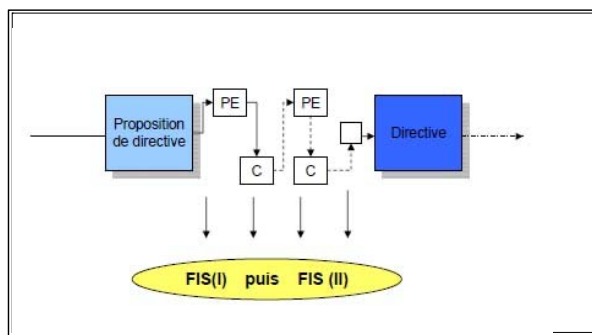 Proposition
de directive
PE
C
PE
C
Directive
FIS(I) puis FIS (II)